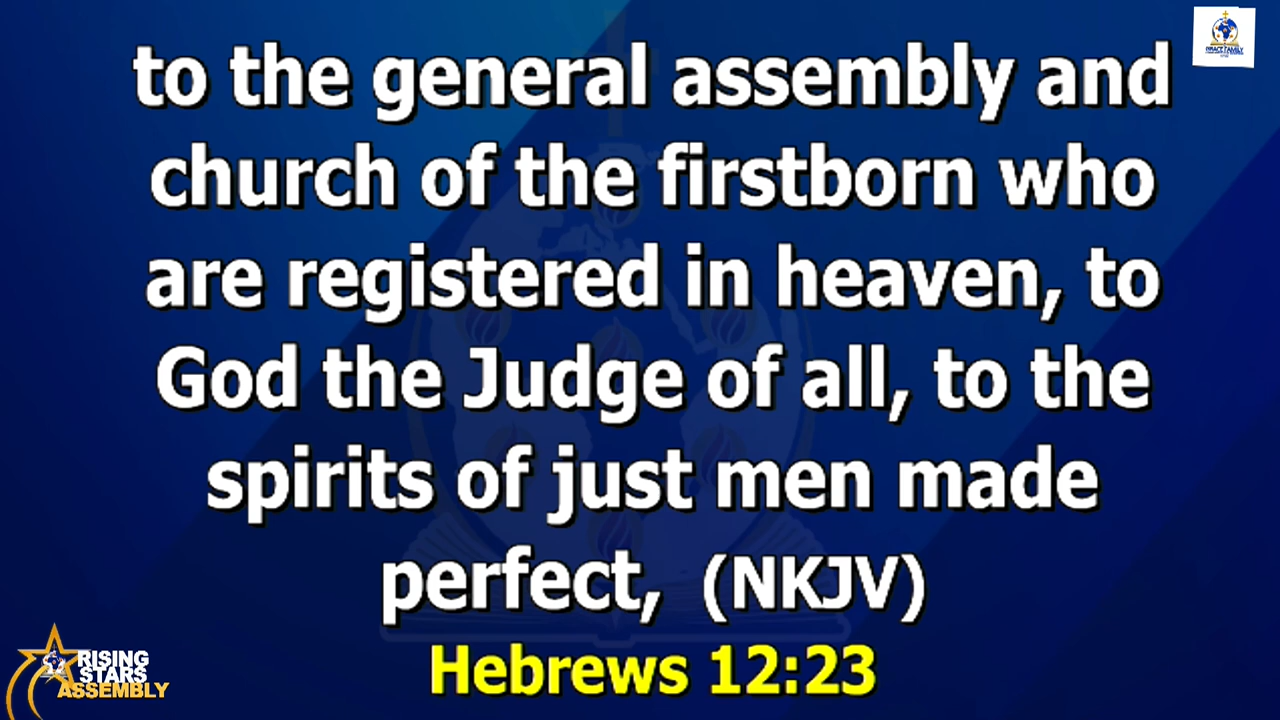 to the general assembly and
church of the firstborn who
are registered in heaven, to
God the Judge of all, to the
spirits of just men made
perfect, (NKJV)
Hebrews 12:23
RISING
STARS
ASSEMBLY